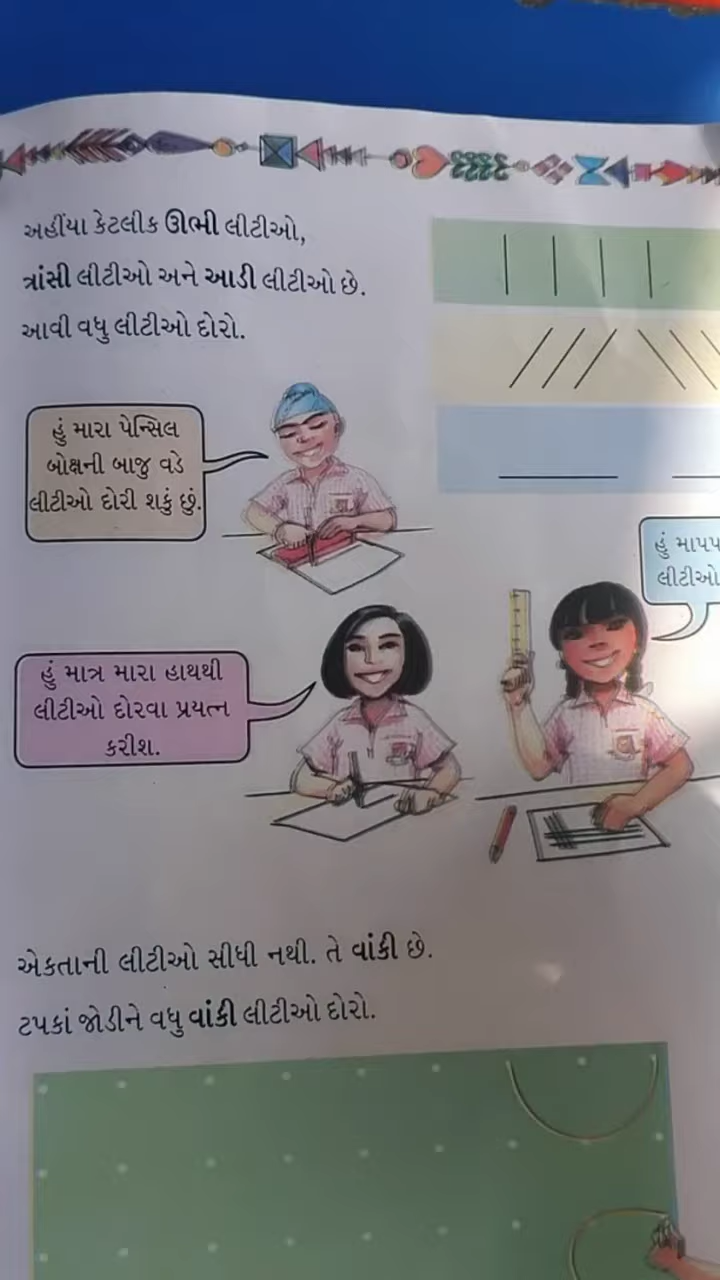 અહીંયા કેટલીક ઊભી લીટીઓ,
ત્રાંસી લીટીઓ અને આડી લીટીઓ છે.
આવી વધુ લીટીઓ દોરો.
હું મારા પેન્સિલ
બોક્ષની બાજુ વડે
લીટીઓ દોરી શકું છું.
હું
લીટીઓ
હું માત્ર મારા હાથથી
લીટીઓ દોરવા પ્રયત્ન
કરીશ.
એકતાની લીટીઓ સીધી નથી. તે વાંકી છે.
ટપકાં જોડીને વધુ વાંકી લીટીઓ દોરો.